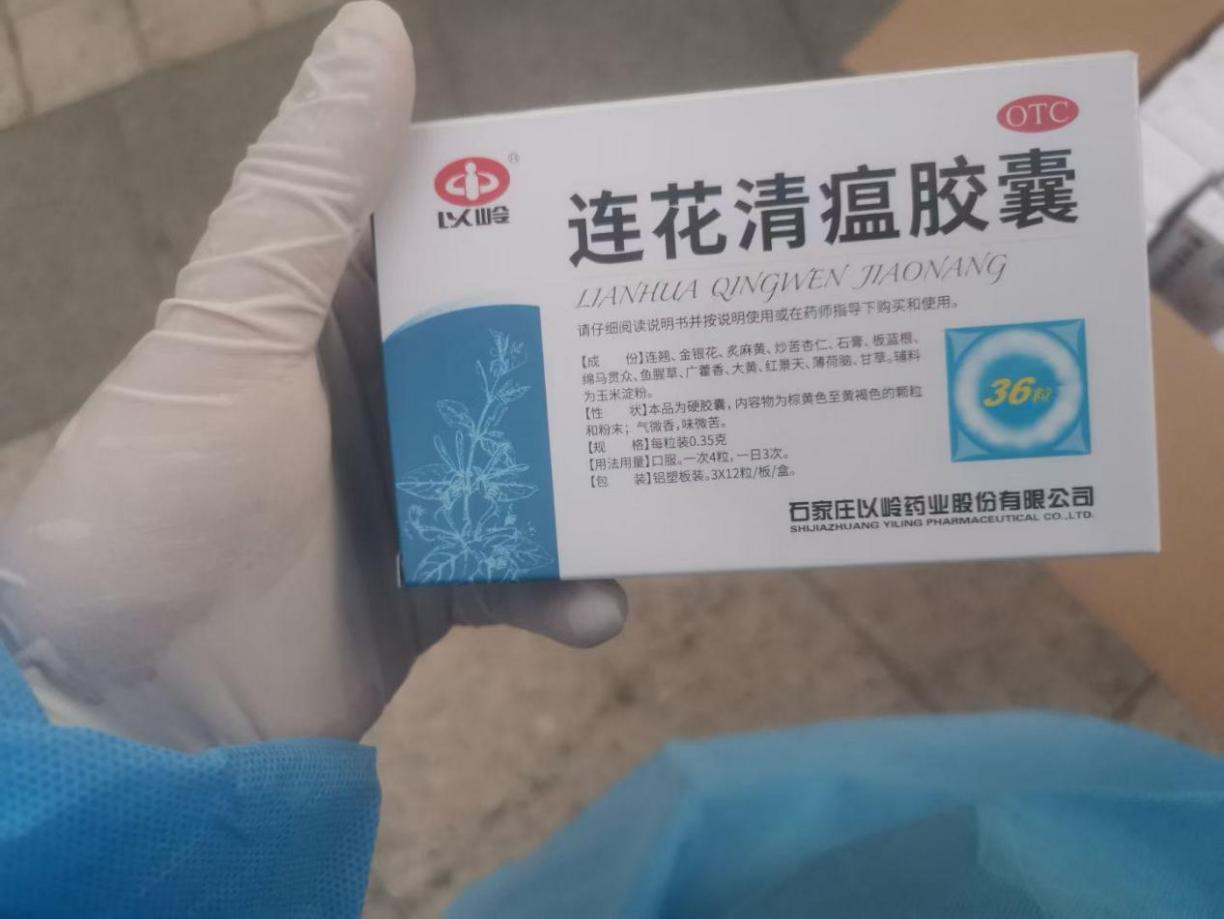 OTC
以岭®
连花清瘟胶囊
LIANHUA QINGWEN JIAONANG
请仔细阅读说明书并按说明使用或在药师指导下购买和使用。
【成　份】连翘、金银花、炙麻黄、炒苦杏仁、石膏、板蓝根、
绵马贯众、鱼腥草、广藿香、大黄、红景天、薄荷脑、甘草。辅料
为玉米淀粉。
【性　状】本品为硬胶囊，内容物为棕黄色至黄褐色的颗粒
和粉末；气微香，味微苦。
【规　格】每粒装0.35克
【用法用量】口服。一次4粒，一日3次。
【包　装】铝塑板装。3X12粒/板/盒。
36粒
石家庄以岭药业股份有限公司
SHIJIAZHUANG YILING PHARMACEUTICAL CO.,LTD.